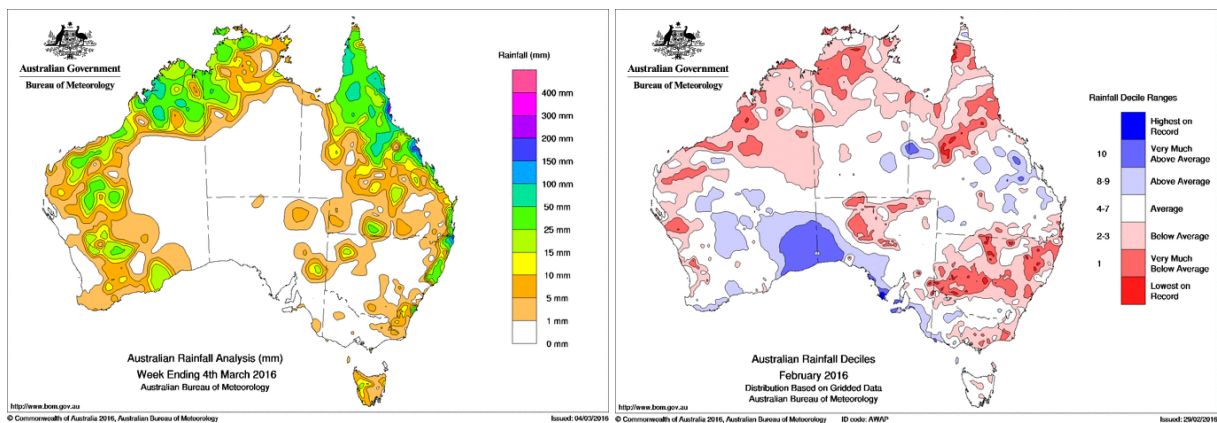 Australian Government
Bureau of Meteorology
Rainfall (mm)
400 mm
300 mm
200 mm
150 mm
100 mm
50 mm
25 mm
15 mm
10 mm
5 mm
1 mm
0 mm
Australian Rainfall Analysis (mm)
Week Ending 4th March 2016
Australian Bureau of Meteorology
http://www.bom.gov.au
© Commonwealth of Australia 2016, Australian Bureau of Meteorology
Issued: 04/03/2016
Australian Government
Bureau of Meteorology
Rainfall Decile Ranges
Highest on
Record
10 Very Much
Above Average
8-9 Above Average
4-7 Average
2-3 Below Average
1 Very Much
Below Average
Lowest on
Record
Australian Rainfall Deciles
February 2016
Distribution Based on Gridded Data
Australian Bureau of Meteorology
http://www.bom.gov.au
© Commonwealth of Australia 2016, Australian Bureau of Meteorology
ID code: AWAP
Issued: 29/02/2016